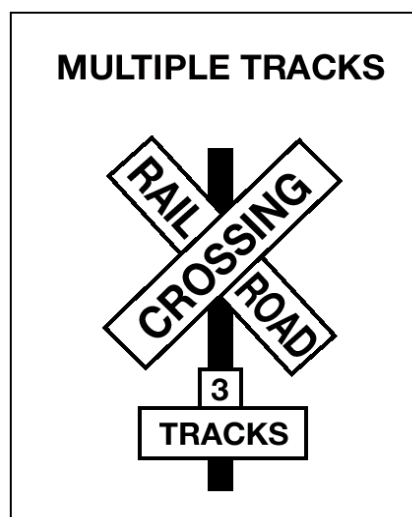 MULTIPLE TRACKS
RAIL ROAD
CROSSING
3
TRACKS